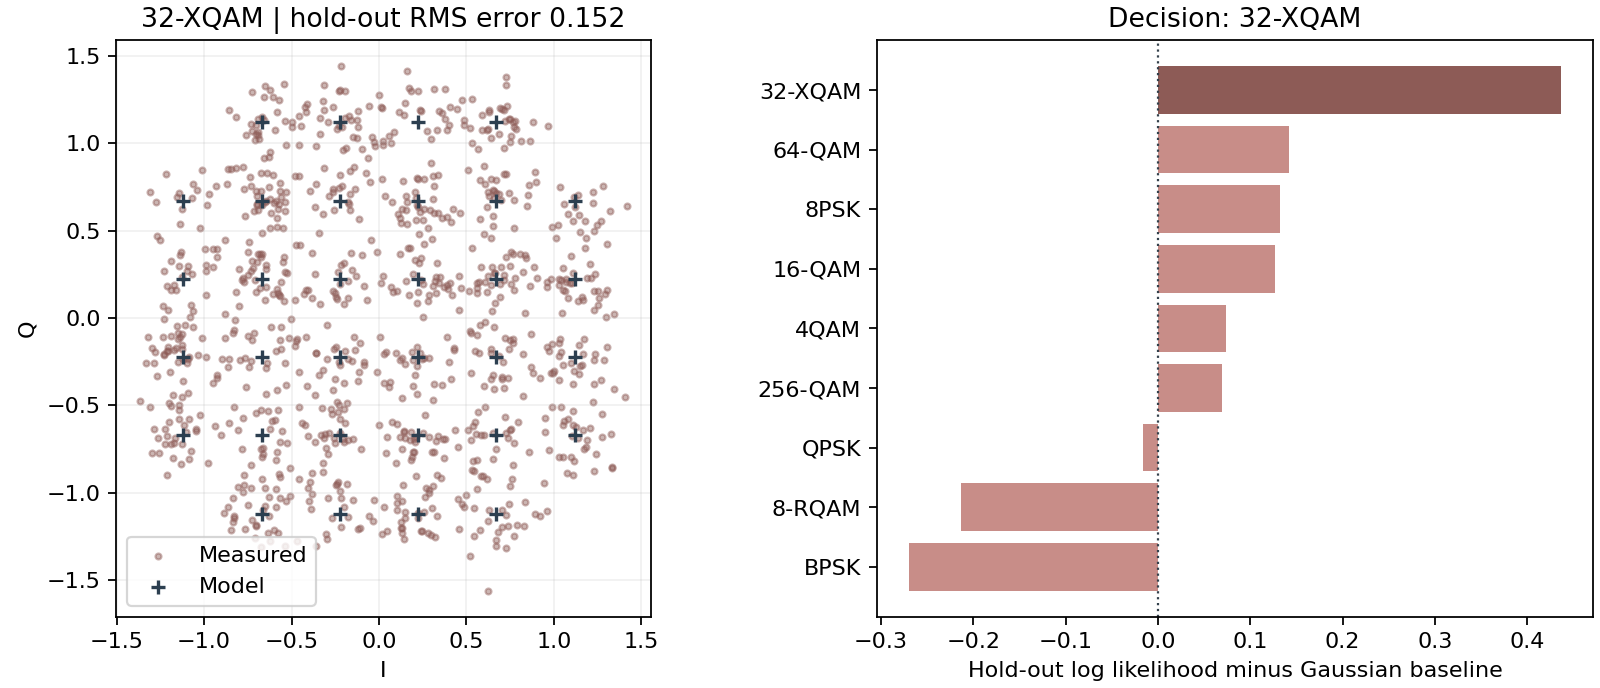 32-XQAM | hold-out RMS error 0.152
1.5
1.0
0.5
0.0
−0.5
−1.0
−1.5
Q
Measured
Model
−1.5
−1.0
−0.5
0.0
0.5
1.0
1.5
I
Decision: 32-XQAM
32-XQAM
64-QAM
8PSK
16-QAM
4QAM
256-QAM
QPSK
8-RQAM
BPSK
−0.3
−0.2
−0.1
0.0
0.1
0.2
0.3
0.4
Hold-out log likelihood minus Gaussian baseline